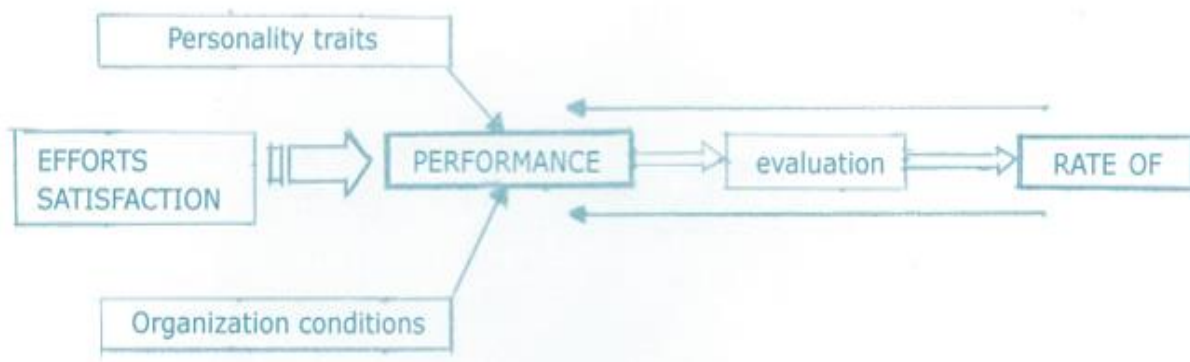 Personality traits
EFFORTS
SATISFACTION
PERFORMANCE
evaluation
RATE OF
Organization conditions